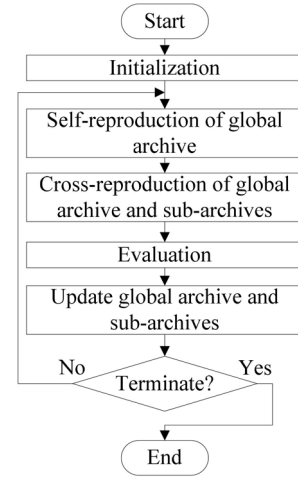 Start
Initialization
Self-reproduction of global
archive
Cross-reproduction of global
archive and sub-archives
Evaluation
Update global archive and
sub-archives
No
Yes
Terminate?
End